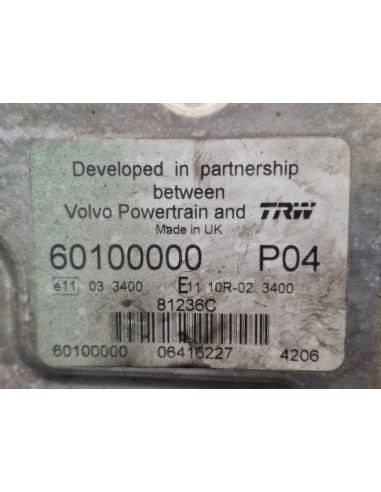 Developed in partnership
between
Volvo Powertrain and TRW
Made in UK
60100000 P04
e11 03 3400 E11 10R-02 3400
81236C
60100000 06416227 4206